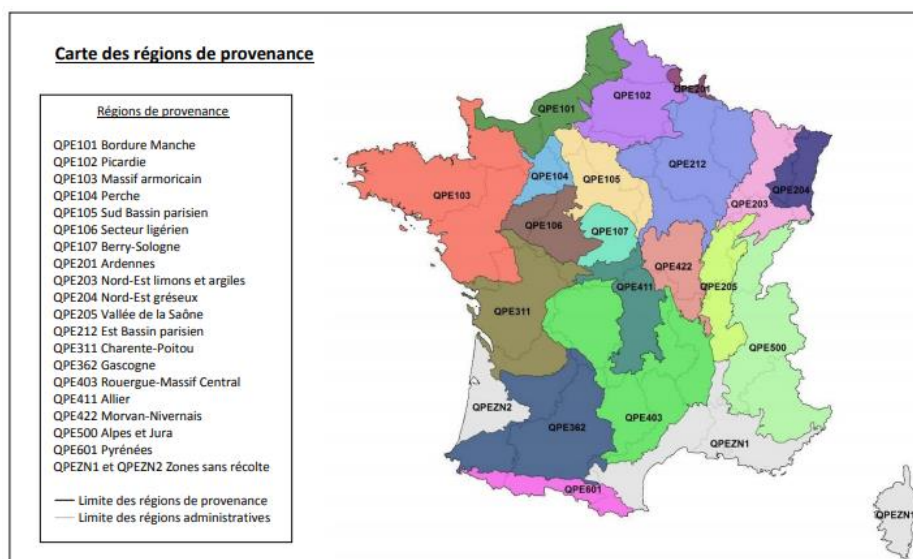 Carte des régions de provenance
Régions de provenance
QPE101 Bordure Manche
QPE102 Picardie
QPE103 Massif armoricain
QPE104 Perche
QPE105 Sud Bassin parisien
QPE106 Secteur ligérien
QPE107 Berry-Sologne
QPE201 Ardennes
QPE203 Nord-Est limons et argiles
QPE204 Nord-Est gréseux
QPE205 Vallée de la Saône
QPE212 Est Bassin parisien
QPE311 Charente-Poitou
QPE362 Gascogne
QPE403 Rouergue-Massif Central
QPE411 Allier
QPE422 Morvan-Nivernais
QPE500 Alpes et Jura
QPE601 Pyrénées
QPEZN1 et QPEZN2 Zones sans récolte
Limite des régions de provenance
Limite des régions administratives
QPE101
QPE102
QPE201
QPE212
QPE104
QPE105
QPE204
QPE103
QPE203
QPE106
QPE107
QPE422
QPE411
QPE205
QPE311
QPE500
QPEZN2
QPE403
QPE362
QPEZN1
QPE601
QPEZN1